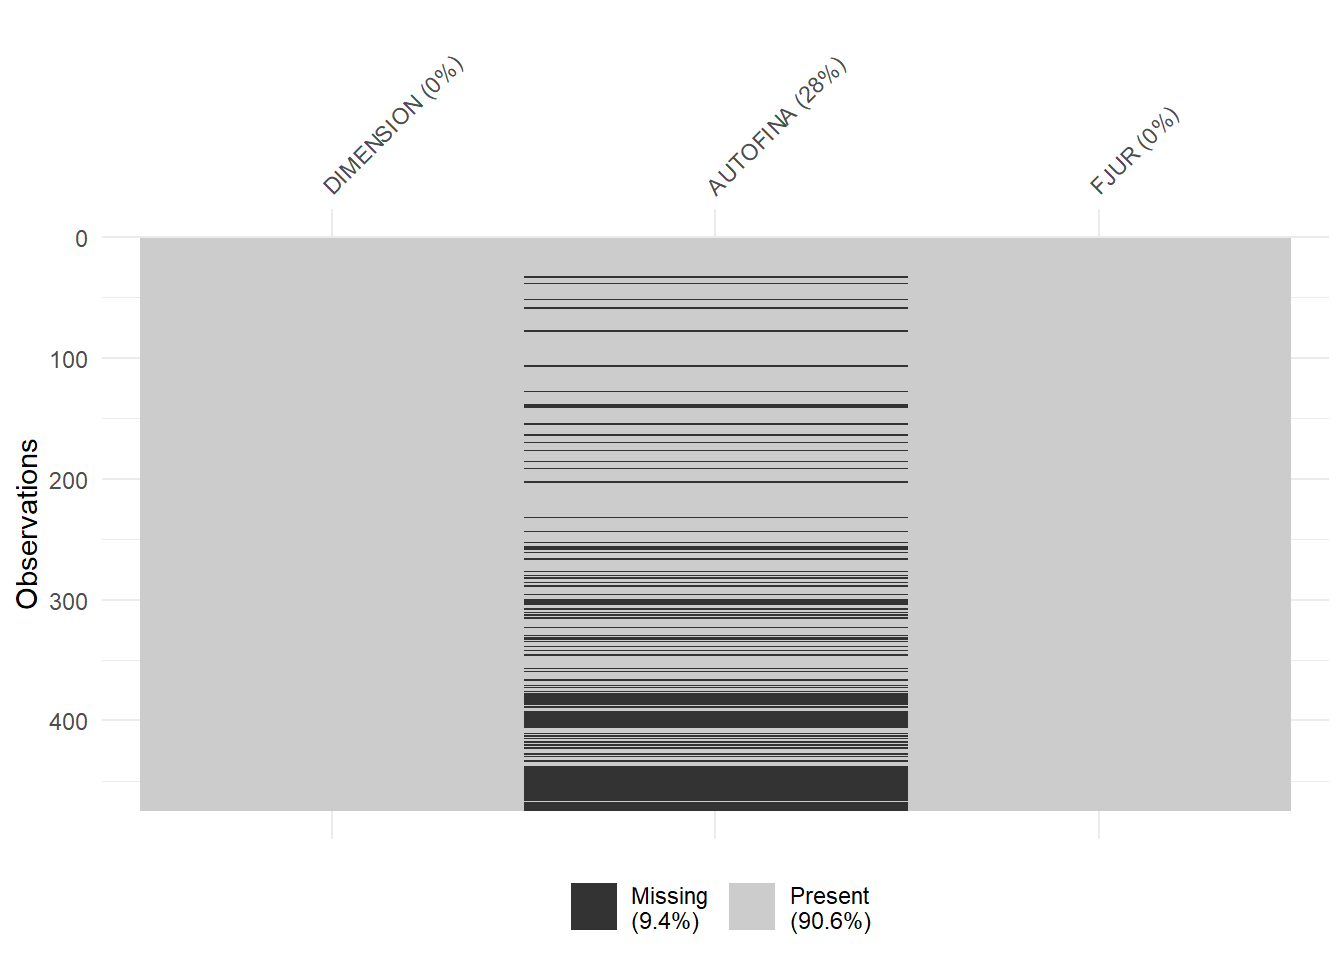 DIMENSION (0%)
AUTOFINA (28%)
FJUR (0%)
0
100
200
300
400
Observations
Missing
(9.4%)
Present
(90.6%)